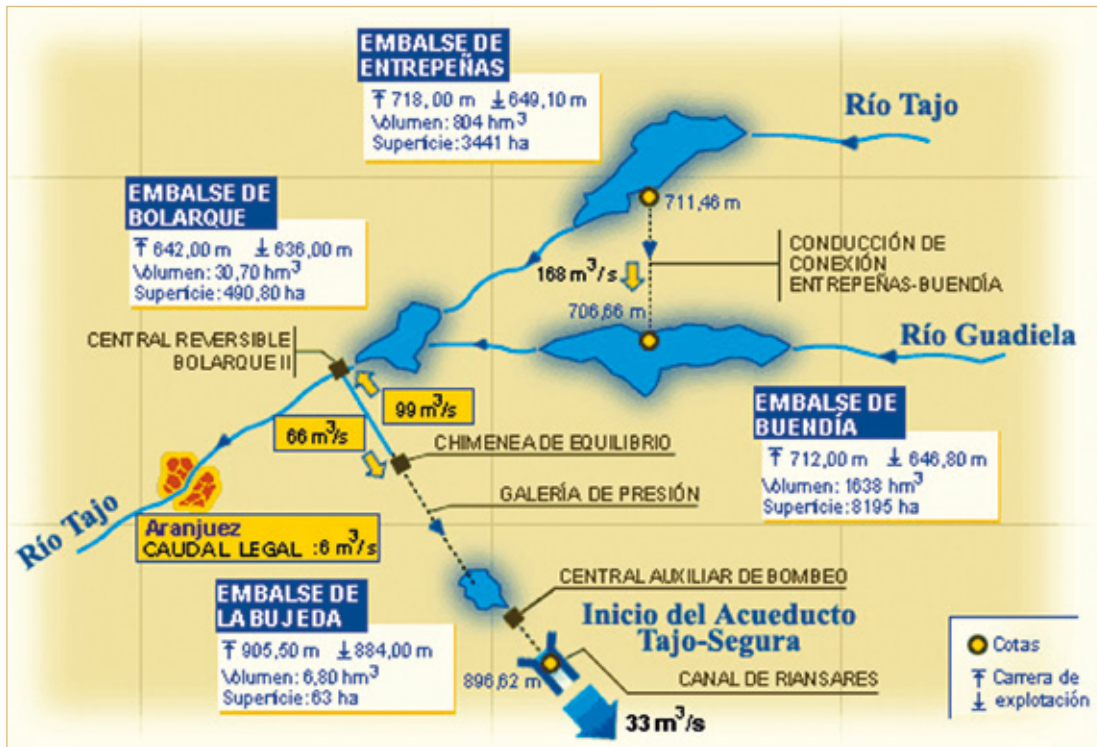 EMBALSE DE
ENTREPEÑAS
718,00 m 649,10 m
Volumen: 804 hm³
Superficie: 3441 ha
Río Tajo
711,46 m
EMBALSE DE
BOLARQUE
642,00 m 636,00 m
Volumen: 30,70 hm³
Superficie: 490,80 ha
168 m³/s
CONDUCCIÓN DE
CONEXIÓN
ENTREPEÑAS-BUENDÍA
706,66 m
Río Guadiela
CENTRAL REVERSIBLE
BOLARQUE II
99 m³/s
66 m³/s
EMBALSE DE
BUENDÍA
712,00 m 646,80 m
Volumen: 1638 hm³
Superficie: 8195 ha
CHIMENEA DE EQUILIBRIO
GALERÍA DE PRESIÓN
Río Tajo
Aranjuez
CAUDAL LEGAL :6 m³/s
CENTRAL AUXILIAR DE BOMBEO
EMBALSE DE
LA BUJEDA
905,50 m 884,00 m
Volumen: 6,80 hm³
Superficie: 63 ha
Inicio del Acueducto
Tajo-Segura
896,62 m
CANAL DE RIANSARES
33 m³/s
Cotas
Carrera de
explotación